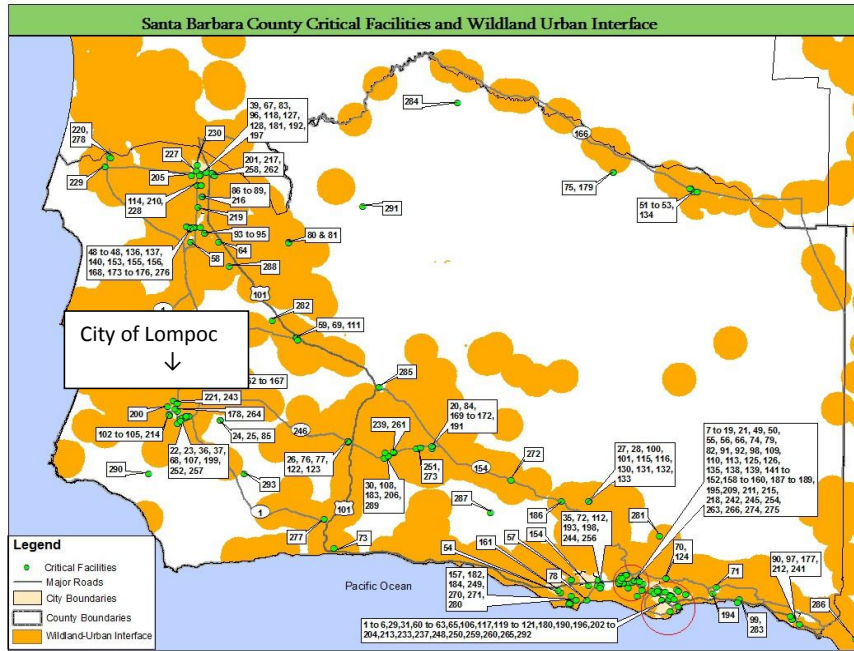 Santa Barbara County Critical Facilities and Wildland Urban Interface
39, 67, 83,
96, 118, 127,
128, 181, 192,
197
284
220,
278
230
227
166
201, 217,
258, 262
205
229
75, 179
86 to 89,
216
114, 210,
228
51 to 53,
134
291
219
93 to 95
80 & 81
48 to 48, 136, 137,
140, 153, 155, 156,
168, 173 to 176, 276
58
64
288
101
282
1
59, 69, 111
City of Lompoc
↓
52 to 167
285
221, 243
200
178, 264
20, 84,
169 to 172,
191
7 to 19, 21, 49, 50,
55, 56, 66, 74, 79,
82, 91, 92, 98, 109,
110, 113, 125, 126,
135, 138, 139, 141 to
152,158 to 160, 187 to 189,
195,209, 211, 215,
218, 242, 245, 254,
263, 266, 274, 275
246
239, 261
102 to 105, 214
24, 25, 85
22, 23, 36, 37,
68, 107, 199,
252, 257
26, 76, 77,
122, 123
27, 28, 100,
101, 115, 116,
130, 131, 132,
133
272
251,
273
154
290
293
30, 108,
183, 206,
289
287
186
281
1
101
35, 72, 112,
193, 198,
244, 256
277
73
57
154
161
54
70,
124
90, 97, 177,
212, 241
78
71
157, 182,
184, 249,
270, 271,
280
Pacific Ocean
286
194
99,
283
1 to 6,29,31,60 to 63,65,106,117,119 to 121,180,190,196,202 to
204,213,233,237,248,250,259,260,265,292
Legend
Critical Facilities
Major Roads
City Boundaries
County Boundaries
Wildland-Urban Interface